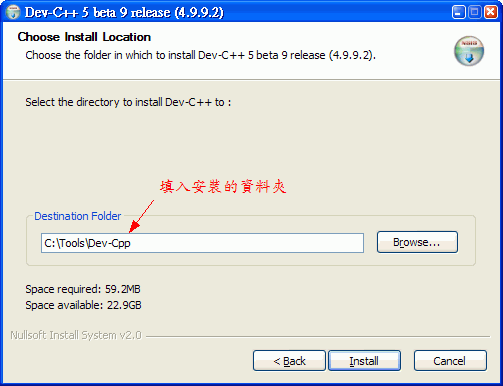 Dev-C++ 5 beta 9 release (4.9.9.2)
Choose Install Location
Choose the folder in which to install Dev-C++ 5 beta 9 release (4.9.9.2).
Select the directory to install Dev-C++ to :
填入安裝的資料夾
Destination Folder
C:\Tools\Dev-Cpp
Browse...
Space required: 59.2MB
Space available: 22.9GB
Nullsoft Install System v2.0
< Back
Install
Cancel